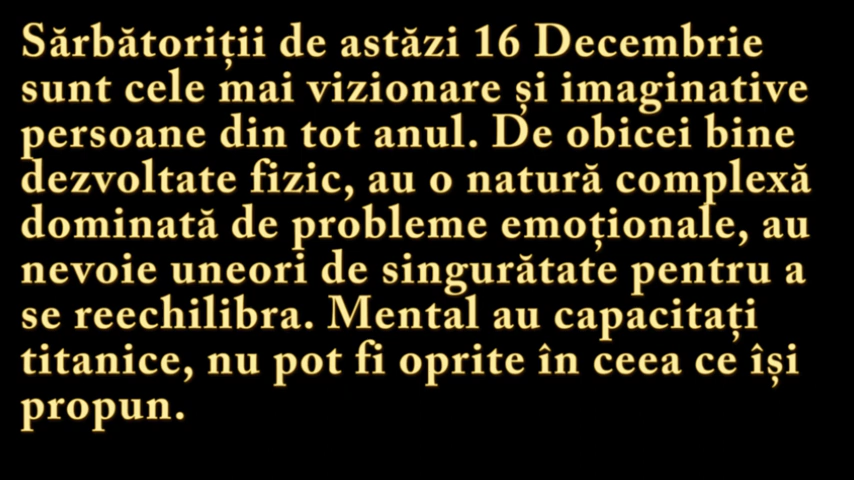 Sărbătoriții de astăzi 16 Decembrie
sunt cele mai vizionare și imaginative
persoane din tot anul. De obicei bine
dezvoltate fizic, au o natură complexă
dominată de probleme emoționale, au
nevoie uneori de singurătate pentru a
se reechilibra. Mental au capacitați
titanice, nu pot fi oprite în ceea ce își
propun.